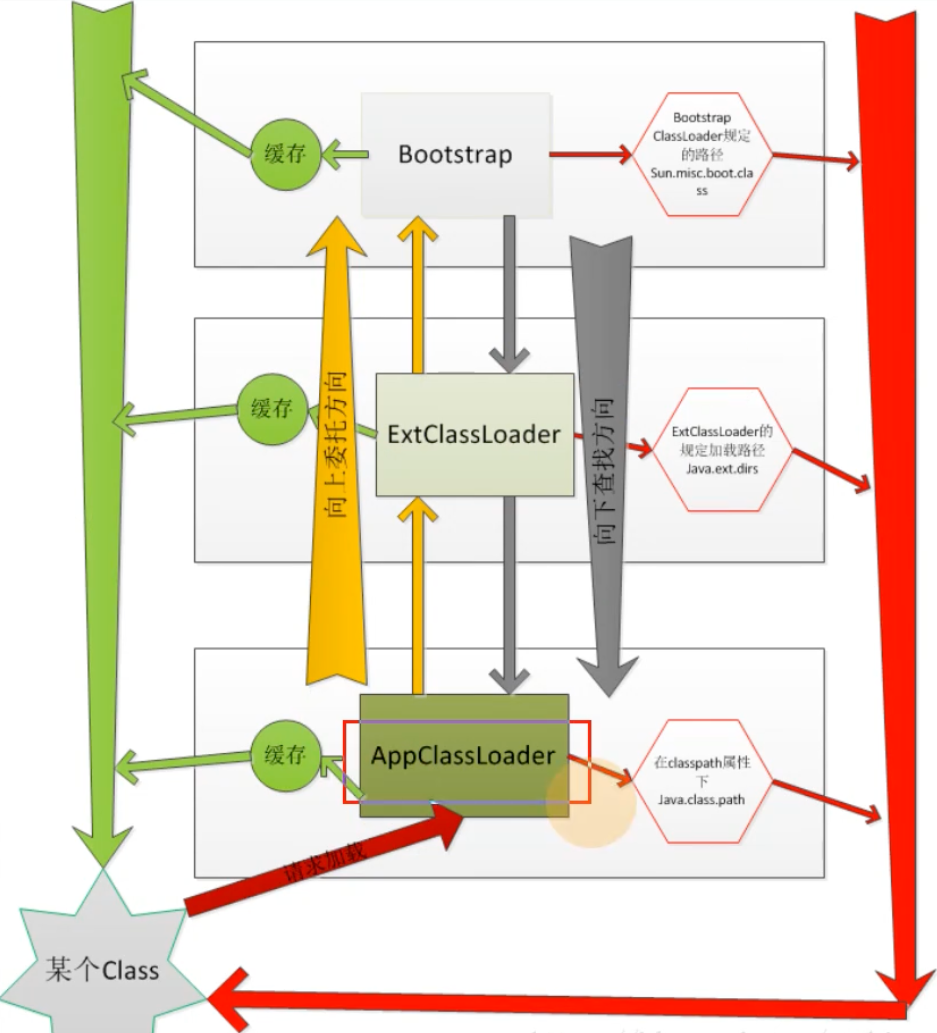 缓存
Bootstrap
Bootstrap
ClassLoader规定
的路径
Sun.misc.boot.cla
ss
向上委托方向
向下查找方向
缓存
ExtClassLoader
ExtClassLoader的
规定加载路径
Java.ext.dirs
缓存
AppClassLoader
在classpath属性
下
Java.class.path
请求加载
某个Class